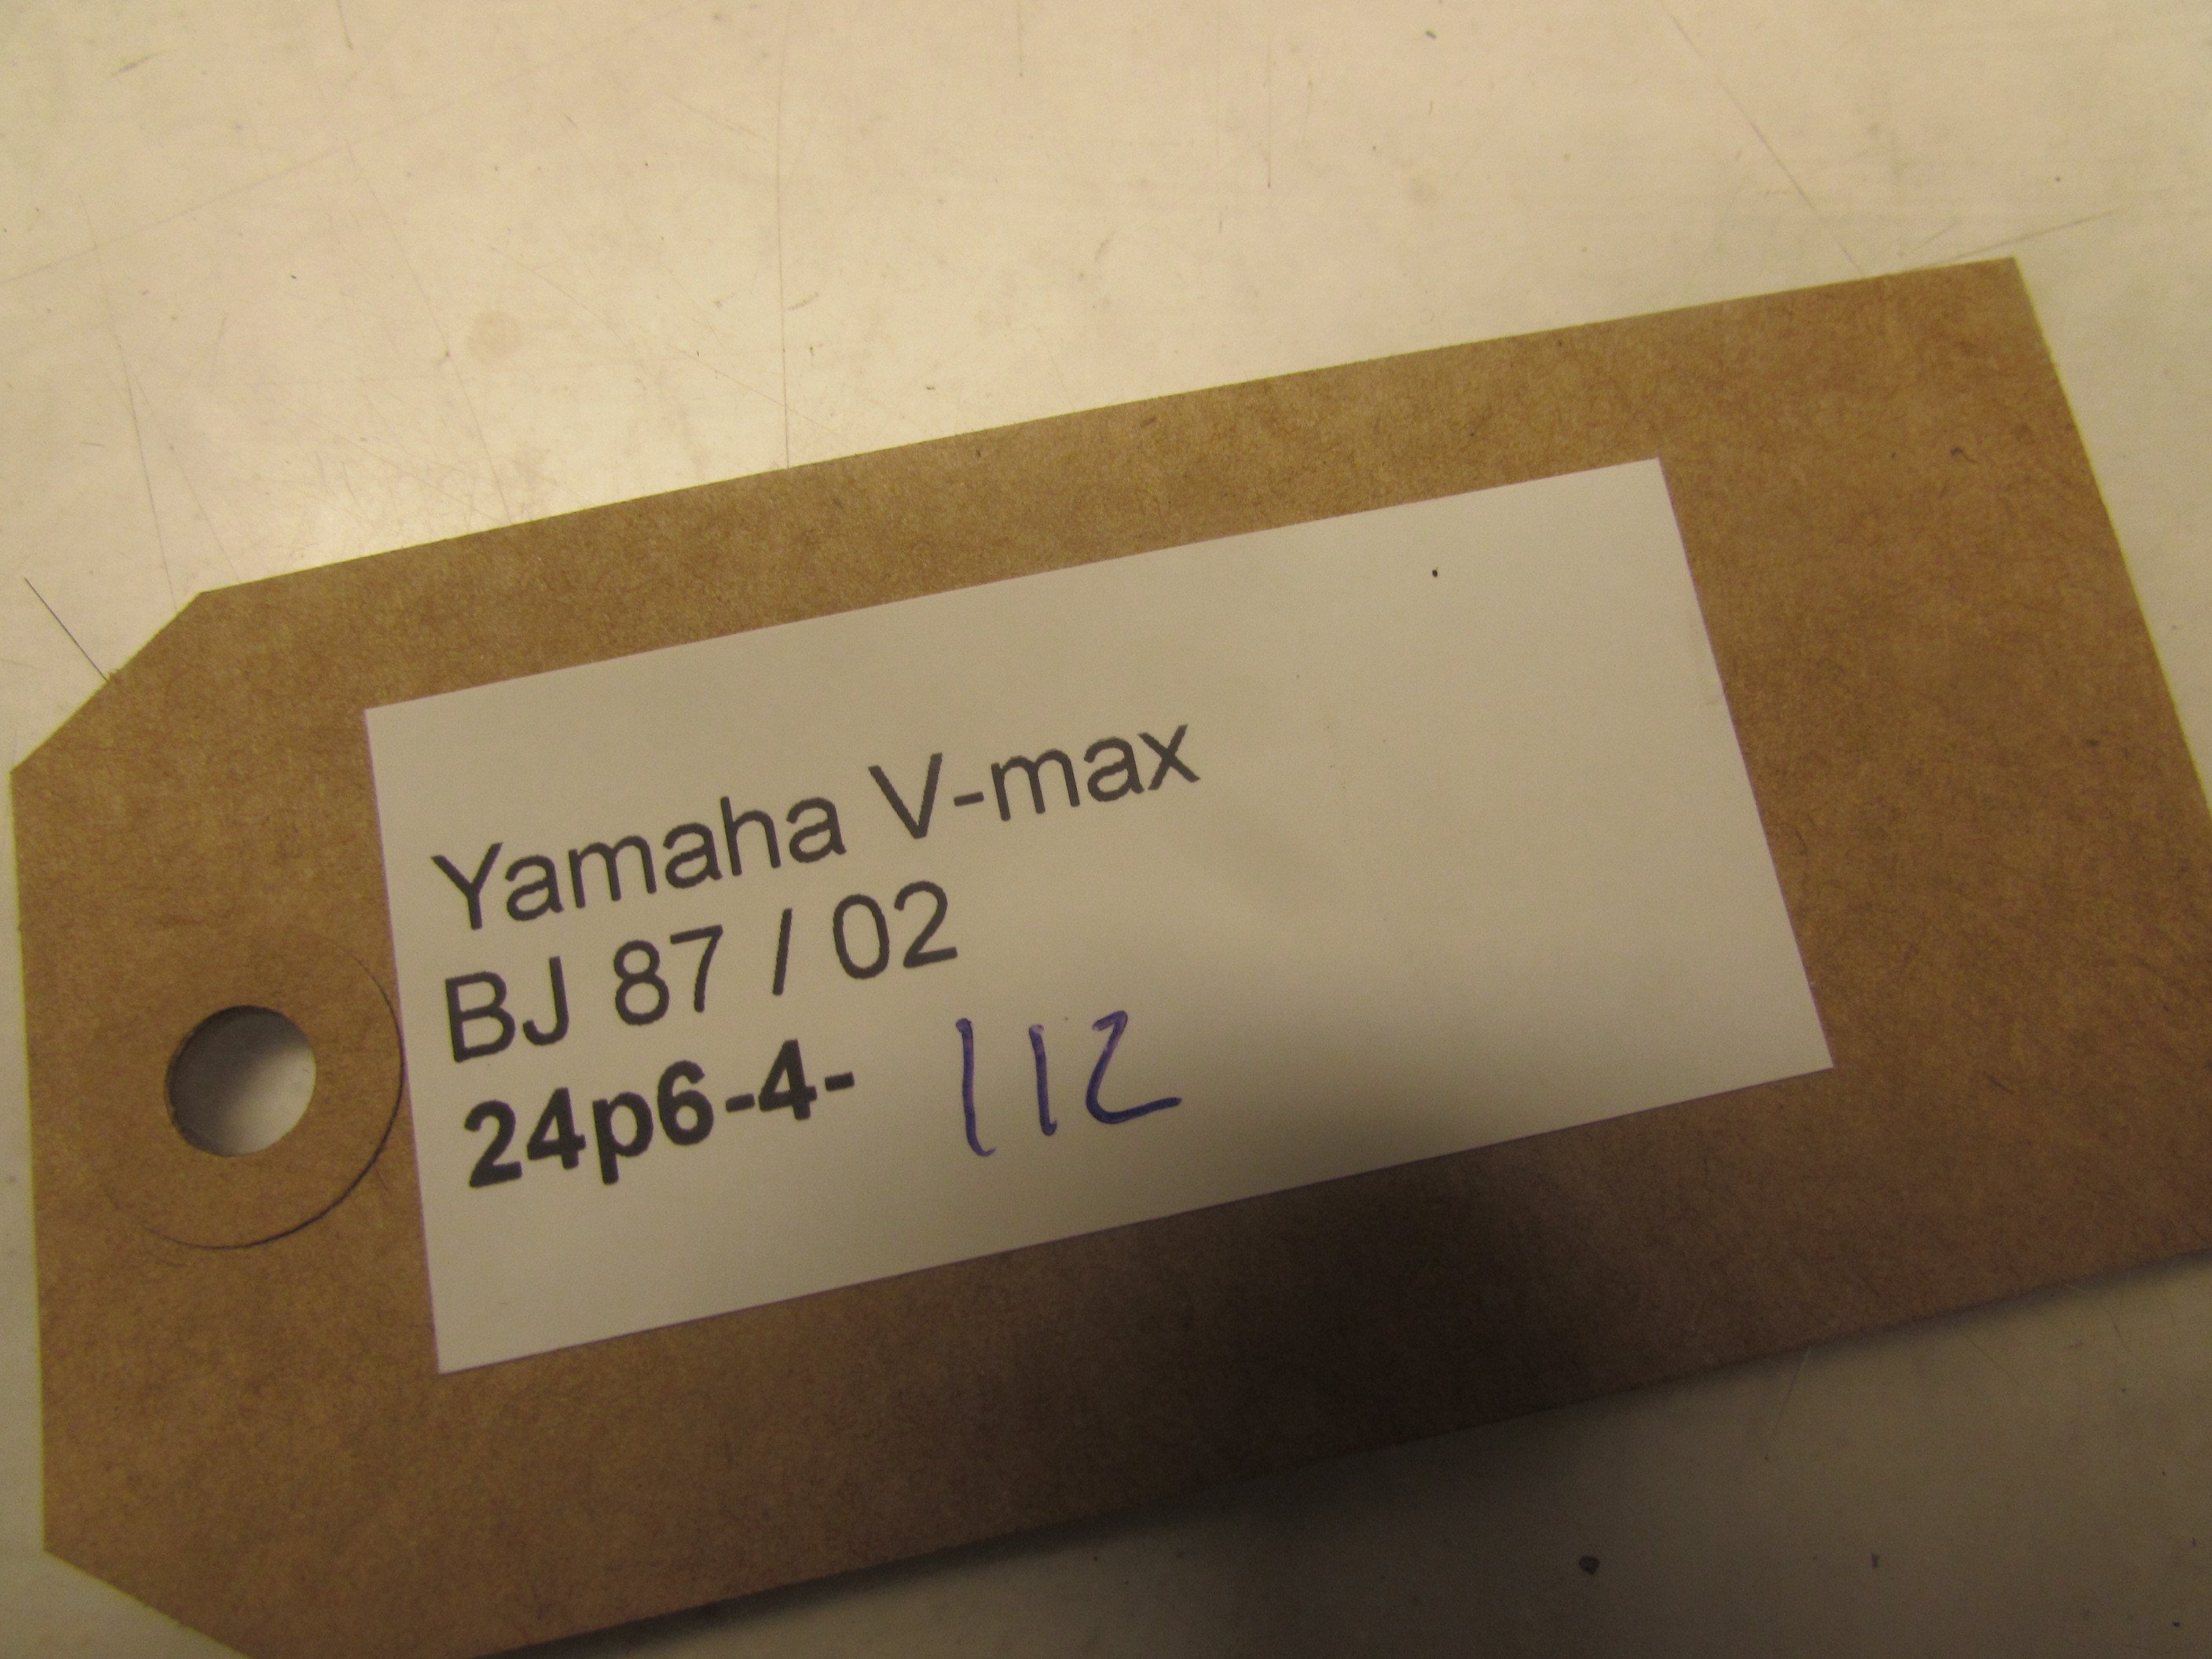 Yamaha V-max
BJ 87 / 02
24p6-4- 112